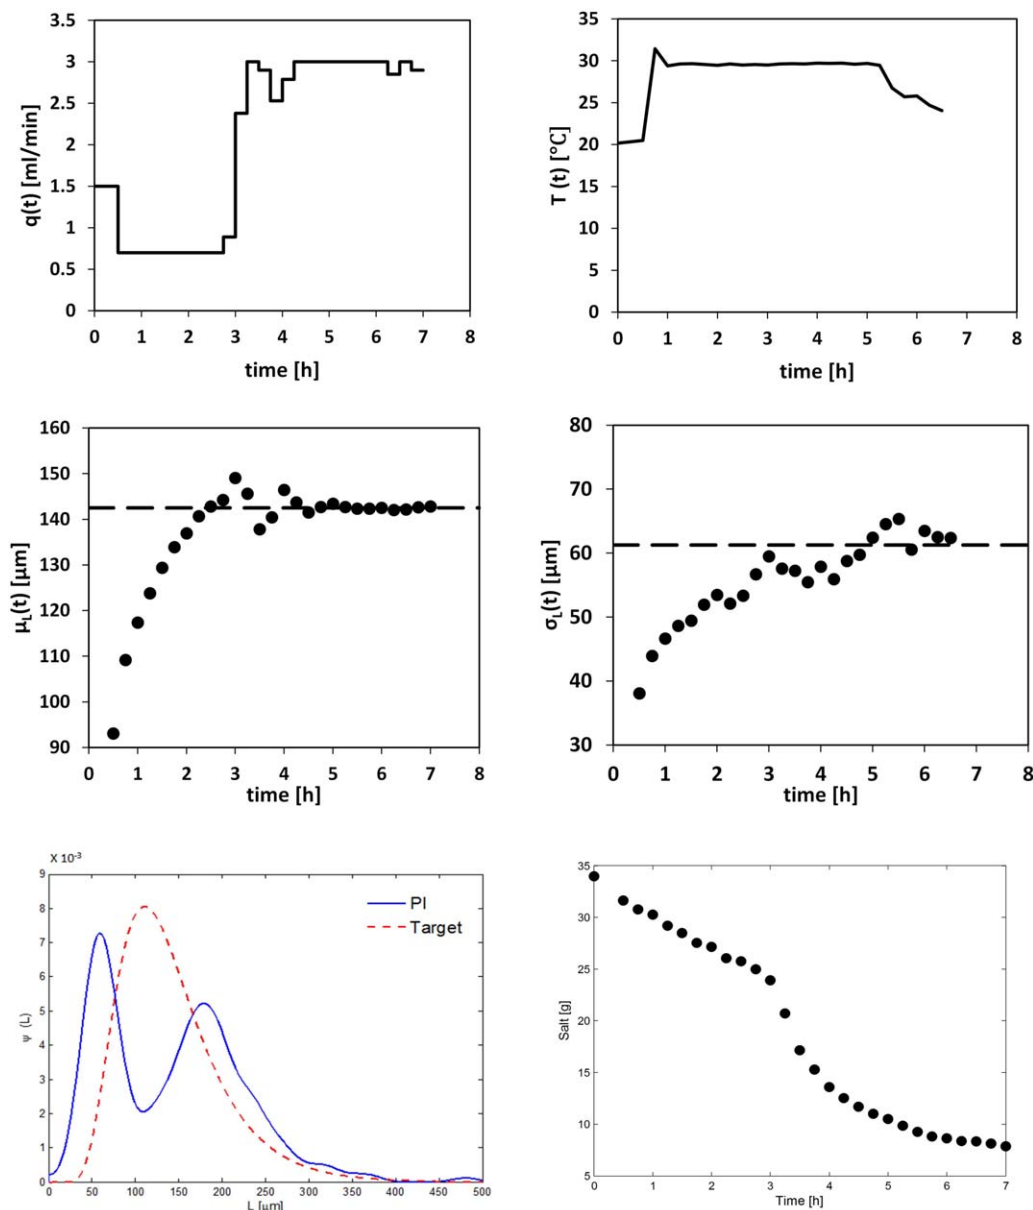 q(t) [ml/min]
3.5
3
2.5
2
1.5
1
0.5
0
0 1 2 3 4 5 6 7 8
time [h]
T (t) [°C]
35
30
25
20
15
10
5
0
0 1 2 3 4 5 6 7 8
time [h]
μL(t) [μm]
160
150
140
130
120
110
100
90
0 1 2 3 4 5 6 7 8
time [h]
σL(t) [μm]
80
70
60
50
40
30
0 1 2 3 4 5 6 7 8
time [h]
X 10-3
ψ (L)
9
8
7
6
5
4
3
2
1
0
0 50 100 150 200 250 300 350 400 450 500
L [μm]
PI
Target
Salt [g]
35
30
25
20
15
10
5
0 1 2 3 4 5 6 7
Time [h]